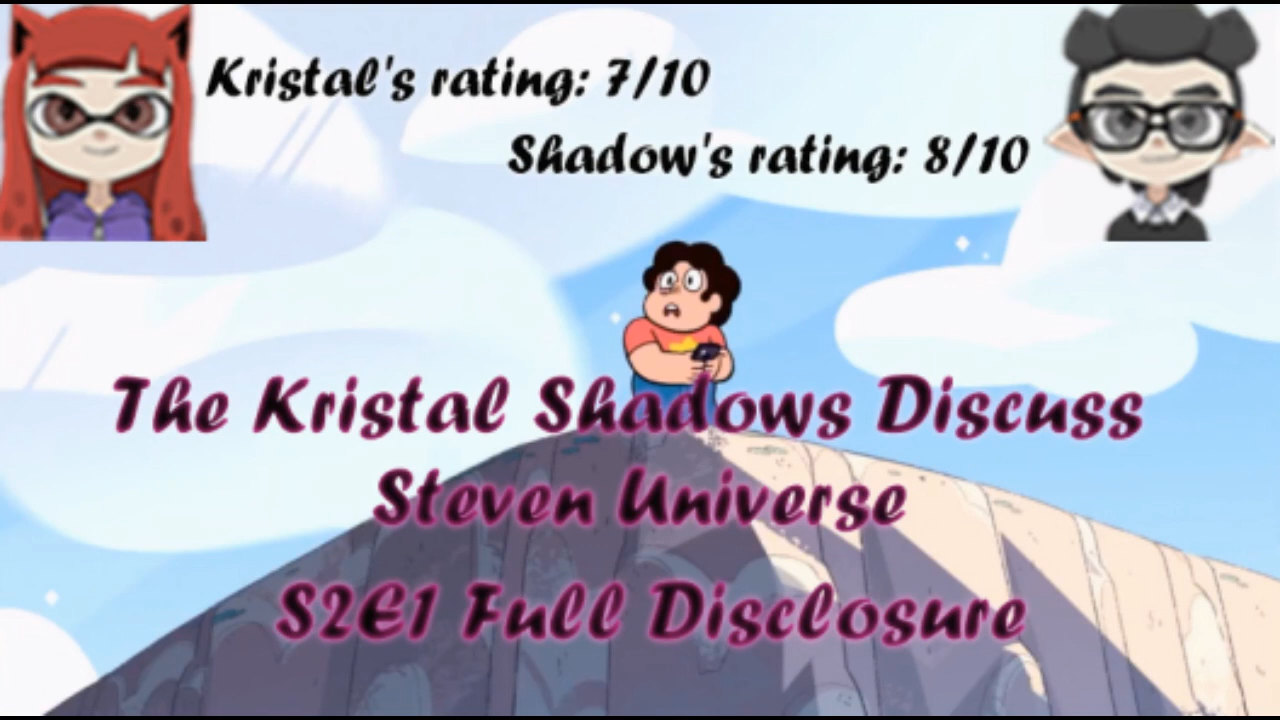 Kristal's rating: 7/10
Shadow's rating: 8/10
The Kristal Shadows Discuss
Steven Universe
S2E1 Full Disclosure